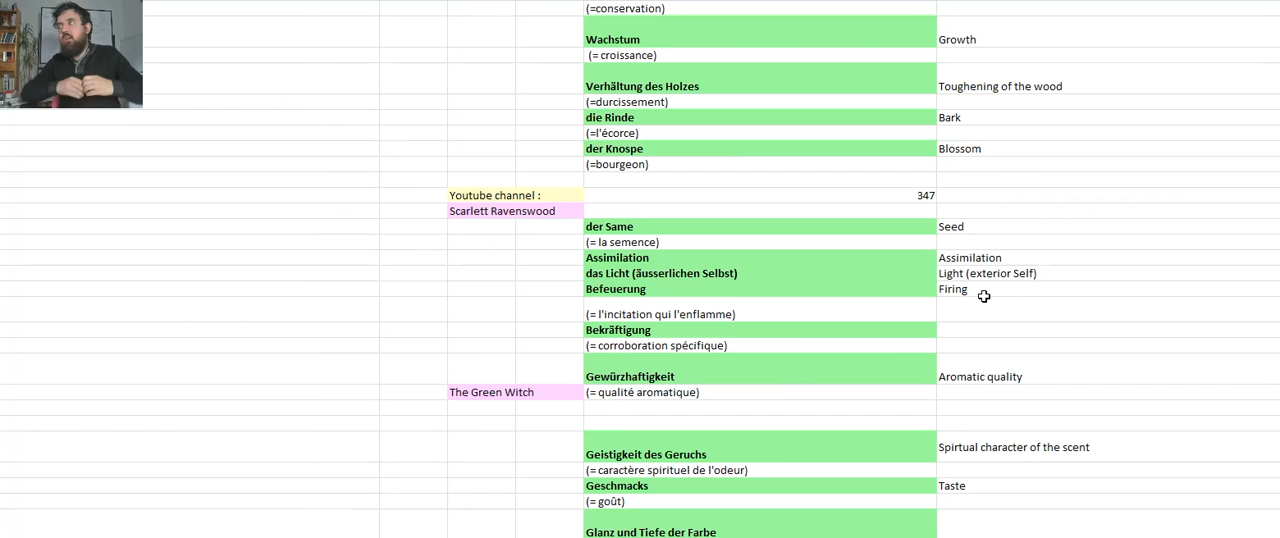 (=conservation)
Wachstum Growth
(= croissance)
Verhältung des Holzes Toughening of the wood
(=durcissement)
die Rinde Bark
(=l'écorce)
der Knospe Blossom
(=bourgeon)
Youtube channel : 347
Scarlett Ravenswood
der Same Seed
(= la semence)
Assimilation Assimilation
das Licht (äusserlichen Selbst) Light (exterior Self)
Befeuerung Firing
(= l'incitation qui l'enflamme)
Bekräftigung
(= corroboration spécifique)
Gewürzhaftigkeit Aromatic quality
The Green Witch (= qualité aromatique)
Geistigkeit des Geruchs Spirtual character of the scent
(= caractère spirituel de l'odeur)
Geschmacks Taste
(= goût)
Glanz und Tiefe der Farbe